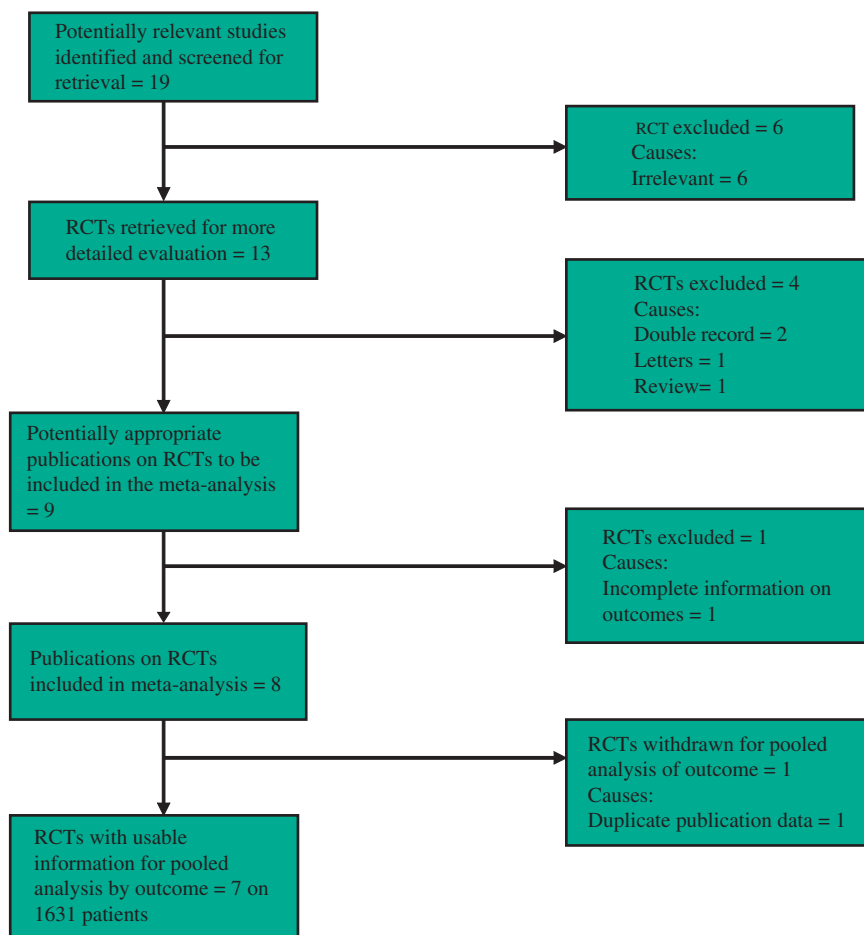 Potentially relevant studies
identified and screened for
retrieval = 19
RCT excluded = 6
Causes:
Irrelevant = 6
RCTs retrieved for more
detailed evaluation = 13
RCTs excluded = 4
Causes:
Double record = 2
Letters = 1
Review= 1
Potentially appropriate
publications on RCTs to be
included in the meta-analysis
= 9
RCTs excluded = 1
Causes:
Incomplete information on
outcomes = 1
Publications on RCTs
included in meta-analysis = 8
RCTs withdrawn for pooled
analysis of outcome = 1
Causes:
Duplicate publication data = 1
RCTs with usable
information for pooled
analysis by outcome = 7 on
1631 patients